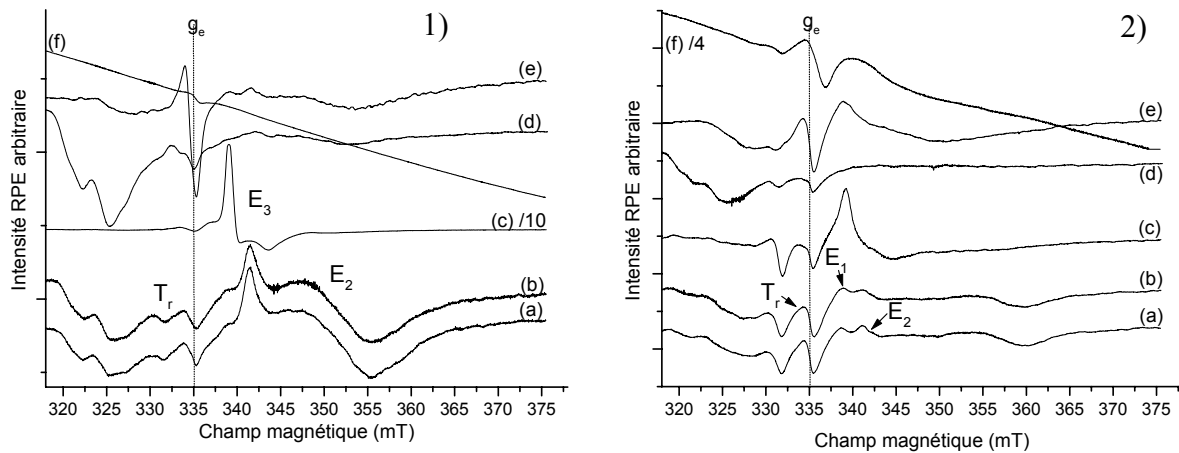 1)
g_e
(f)
(e)
(d)
E_3
(c) /10
E_2
T_r
(b)
(a)
Intensité RPE arbitraire
320 325 330 335 340 345 350 355 360 365 370 375
Champ magnétique (mT)
2)
g_e
(f) /4
(e)
(d)
(c)
E_1
T_r
(b)
E_2
(a)
Intensité RPE arbitraire
320 325 330 335 340 345 350 355 360 365 370 375
Champ magnétique (mT)